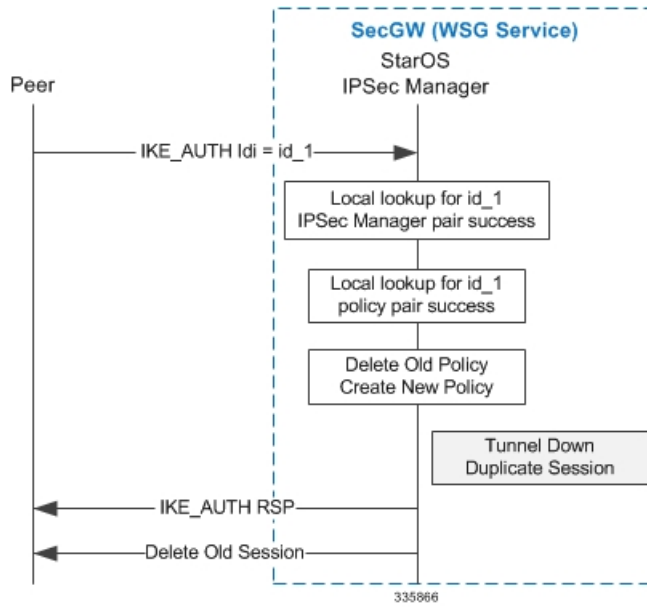 SecGW (WSG Service)
StarOS
IPSec Manager
Peer
IKE_AUTH Idi = id_1
Local lookup for id_1
IPSec Manager pair success
Local lookup for id_1
policy pair success
Delete Old Policy
Create New Policy
Tunnel Down
Duplicate Session
IKE_AUTH RSP
Delete Old Session
335866